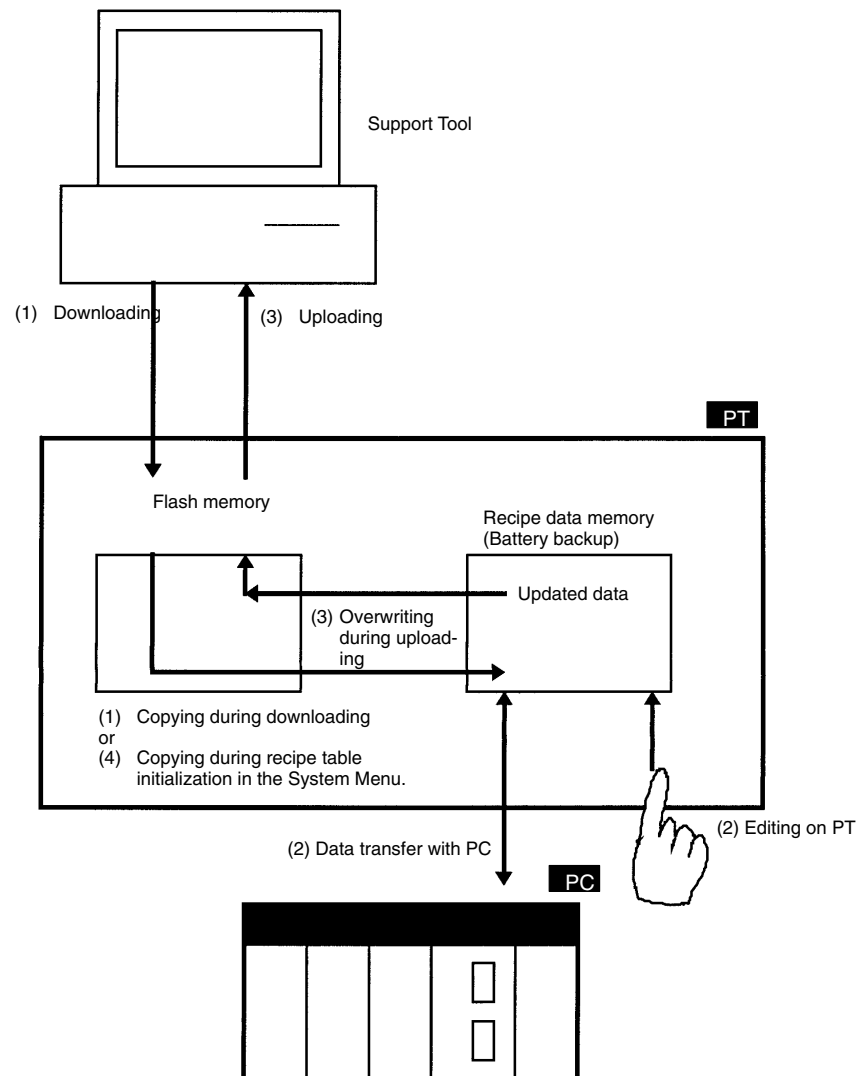 Support Tool
(1) Downloading
(3) Uploading
PT
Flash memory
Recipe data memory
(Battery backup)
Updated data
(3) Overwriting
during upload-
ing
(1) Copying during downloading
or
(4) Copying during recipe table
initialization in the System Menu.
(2) Editing on PT
(2) Data transfer with PC
PC